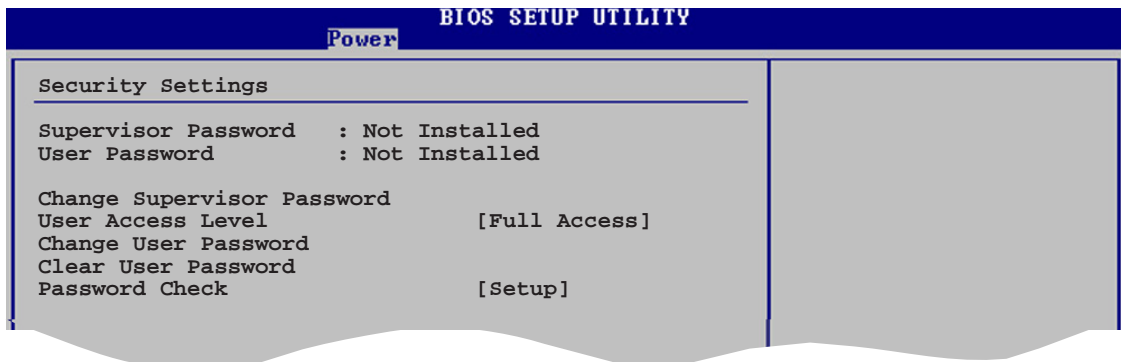 BIOS SETUP UTILITY
Power
Security Settings
Supervisor Password : Not Installed
User Password : Not Installed
Change Supervisor Password
User Access Level [Full Access]
Change User Password
Clear User Password
Password Check [Setup]